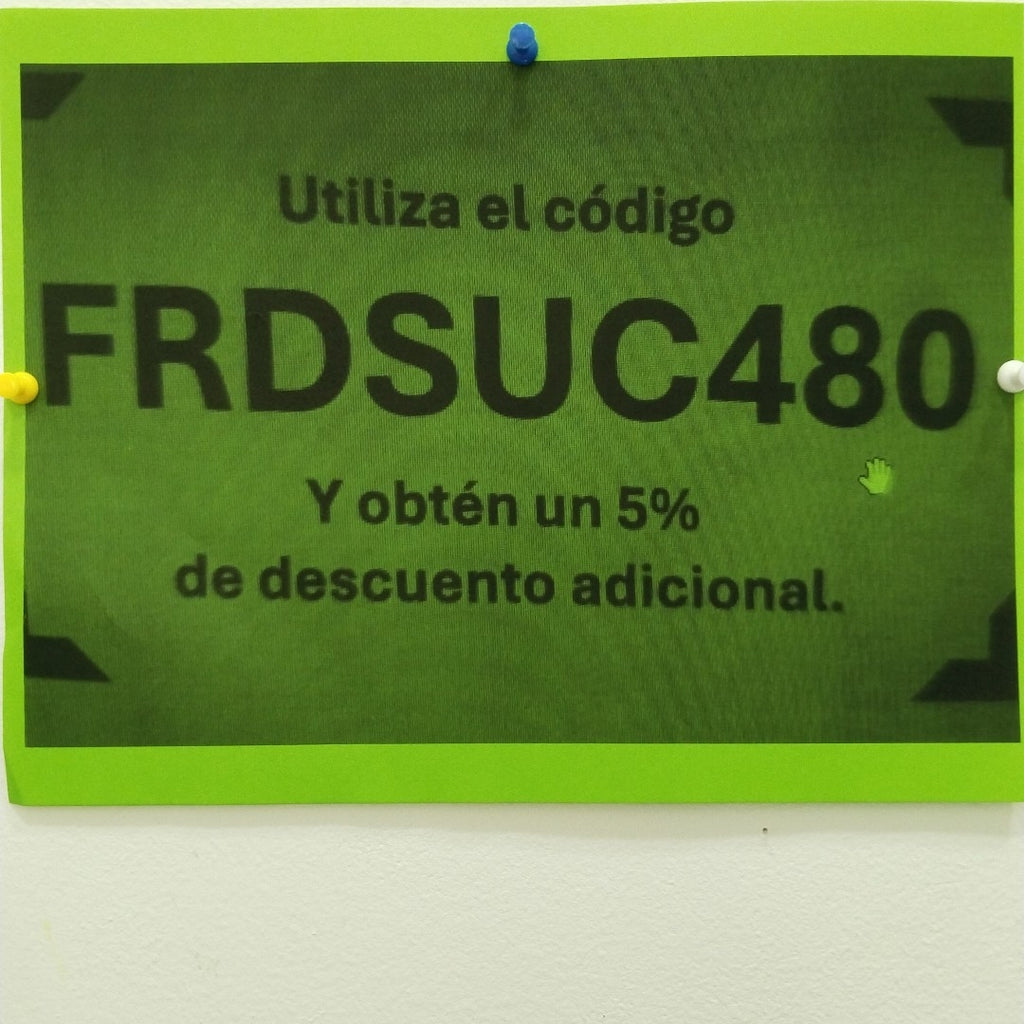 Utiliza el código
FRDSUC480
Y obtén un 5%
de descuento adicional.